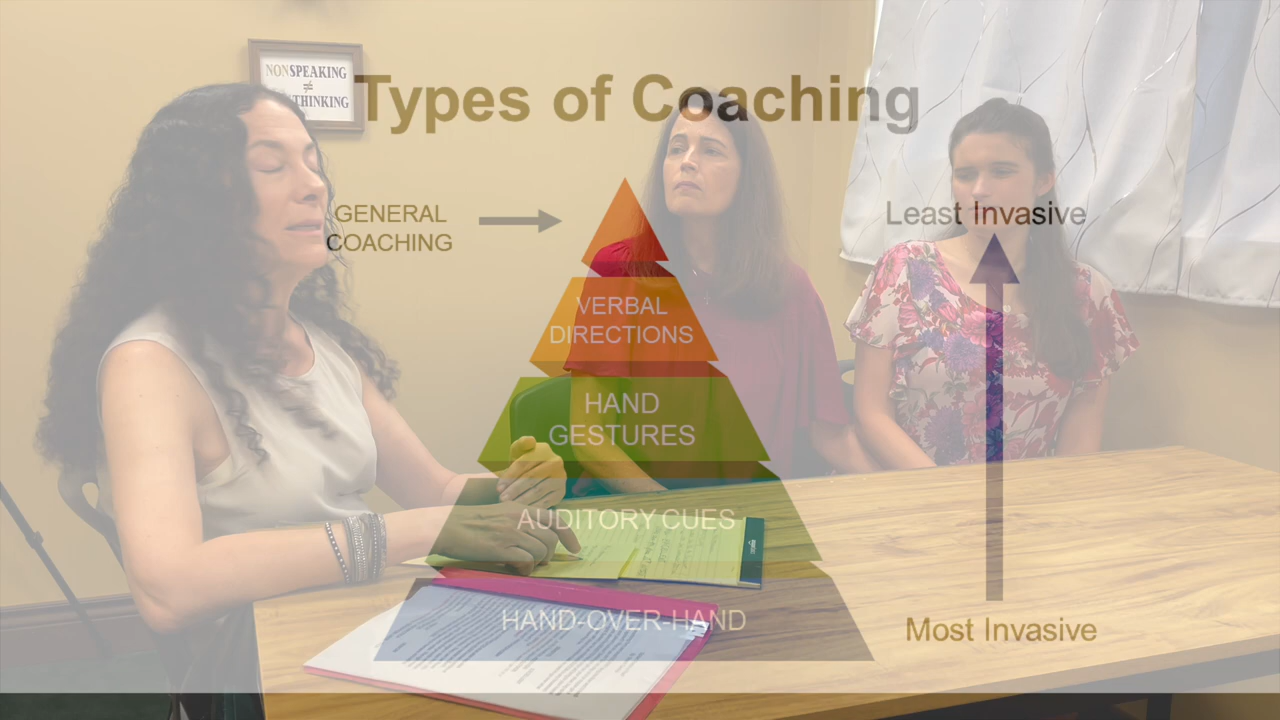 NONSPEAKING
≠
THINKING
Types of Coaching
GENERAL
COACHING
Least Invasive
VERBAL
DIRECTIONS
HAND
GESTURES
AUDITORY CUES
HAND-OVER-HAND
Most Invasive